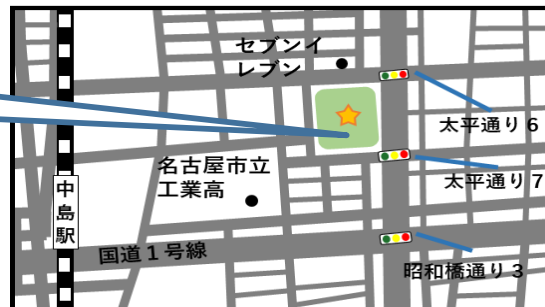 セブンイ
レブン
太平通り６
名古屋市立
工業高
太平通り７
中島駅
国道１号線
昭和橋通り３